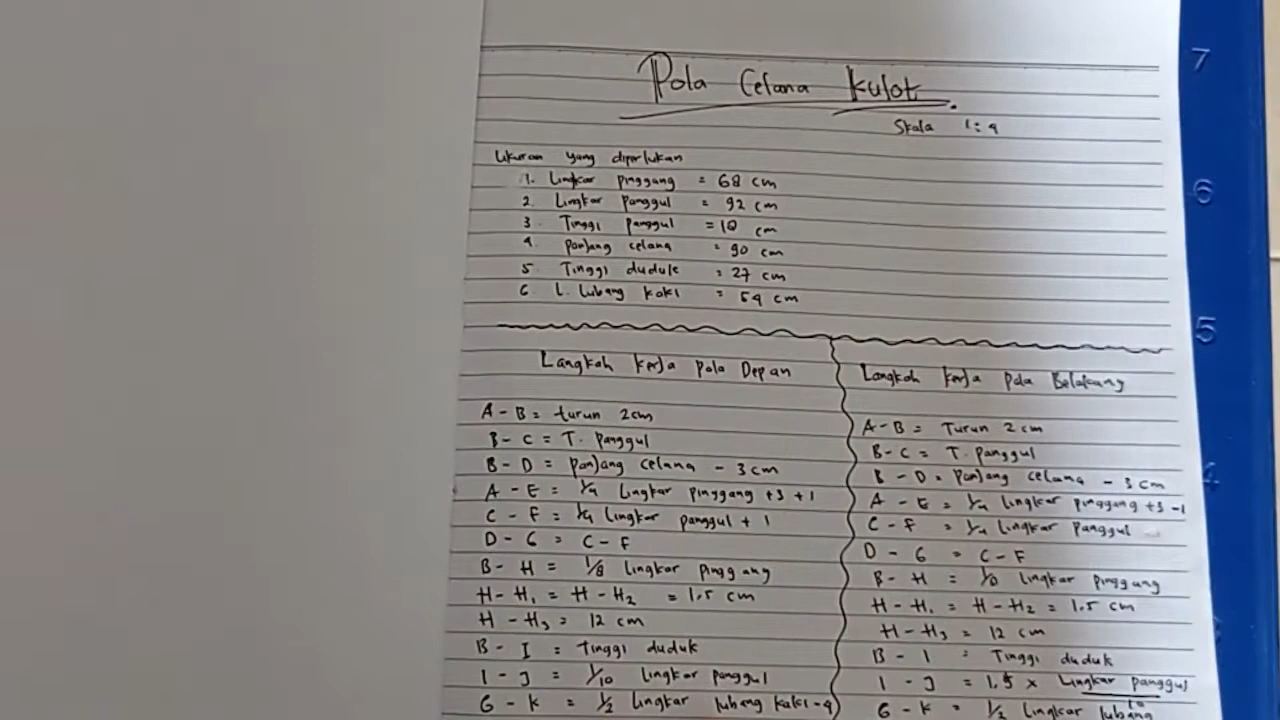 Pola Celana Kulot.
Skala 1:4
Ukuran yang diperlukan
1. Lingkar pinggang = 68 cm
2. Lingkar panggul = 92 cm
3. Tinggi panggul = 18 cm
4. panjang celana = 90 cm
5. Tinggi duduk = 27 cm
6. L. Lubang kaki = 54 cm
Langkah kerja pola Depan
A - B = turun 2cm
B - C = T. panggul
B - D = panjang celana - 3 cm
A - E = 1/4 Lingkar pinggang +3 +1
C - F = 1/4 lingkar panggul + 1
D - G = C - F
B - H = 1/8 lingkar pinggang
H - H1 = H - H2 = 1.5 cm
H - H3 = 12 cm
B - I = tinggi duduk
I - J = 1/10 lingkar panggul
G - K = 1/2 lingkar lubang kaki - 4
Langkah kerja pola Belakang
A - B = Turun 2 cm
B - C = T. panggul
B - D = panjang celana - 3 cm
A - E = 1/4 lingkar pinggang +3 -1
C - F = 1/4 lingkar panggul
D - G = C - F
B - H = 1/8 lingkar pinggang
H - H1 = H - H2 = 1.5 cm
H - H3 = 12 cm
B - I = Tinggi duduk
I - J = 1.5 × Lingkar panggul
10
G - K = 1/2 lingkar lubang
7
6
5
4